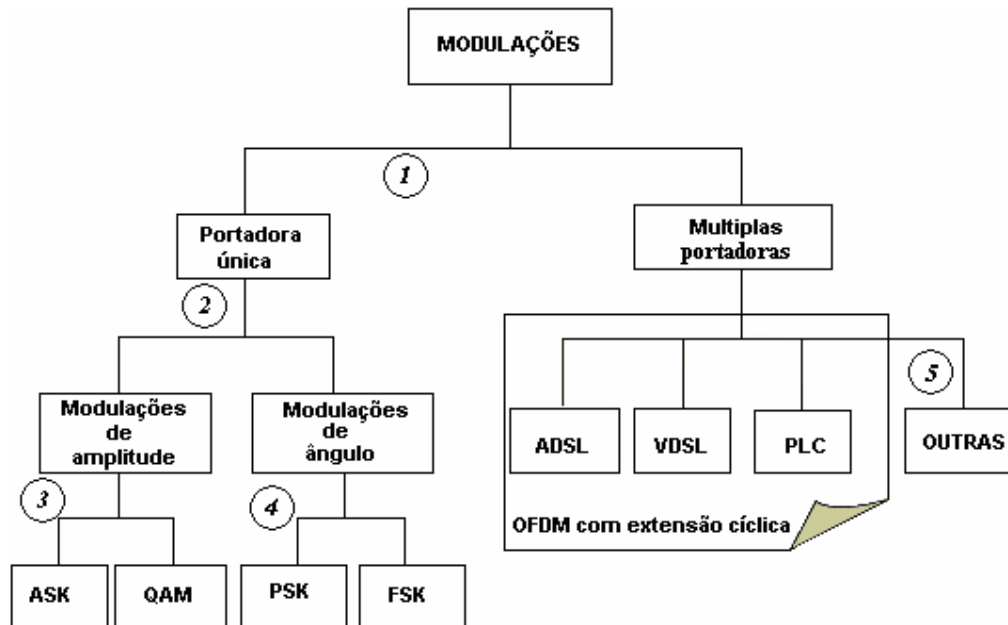 MODULAÇÕES
1
Portadora
única
Multiplas
portadoras
2
5
Modulações
de
amplitude
Modulações
de
ângulo
ADSL
VDSL
PLC
OUTRAS
3
4
OFDM com extensão cíclica
ASK
QAM
PSK
FSK